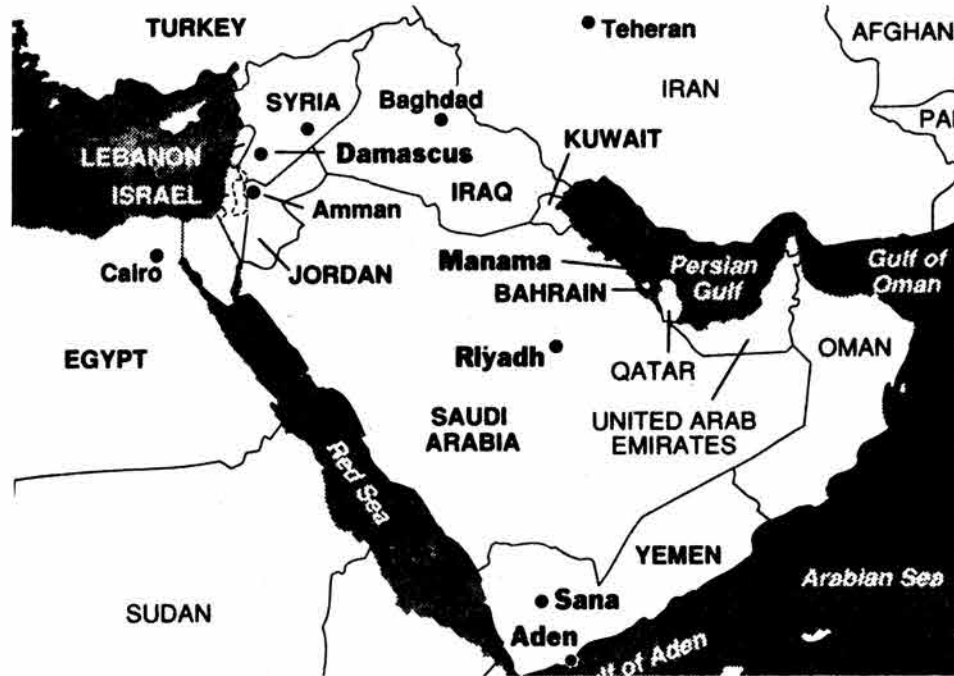 TURKEY
Teheran
AFGHAN
SYRIA
Baghdad
IRAN
PAI
KUWAIT
LEBANON
Damascus
ISRAEL
IRAQ
Amman
Cairo
JORDAN
Manama
Persian
Gulf
Gulf of
Oman
BAHRAIN
EGYPT
Riyadh
QATAR
OMAN
SAUDI
ARABIA
UNITED ARAB
EMIRATES
Red Sea
YEMEN
Arabian Sea
SUDAN
Sana
Aden
lf of Aden